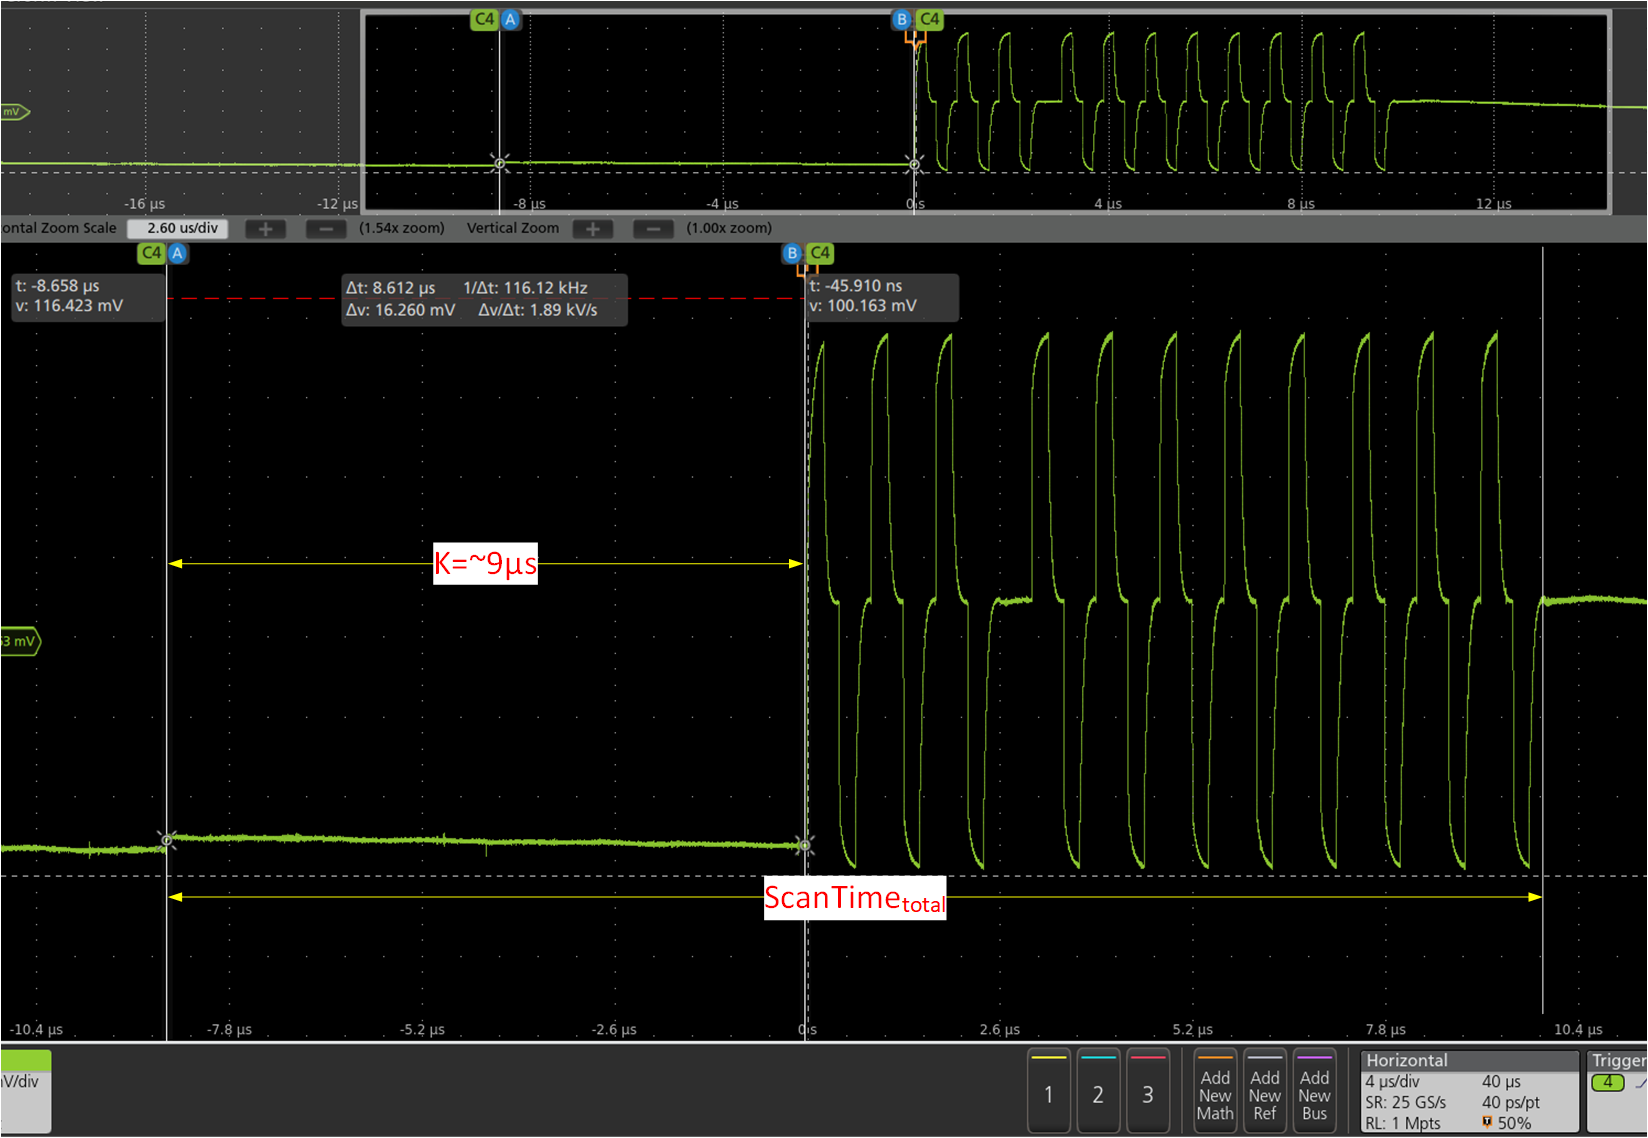 C4 A
B C4
mV
-16 µs -12 µs -8 µs -4 µs 0 s 4 µs 8 µs 12 µs
ontal Zoom Scale 2.60 us/div + – (1.54x zoom) Vertical Zoom + – (1.00x zoom)
C4 A
B C4
t: -8.658 µs
v: 116.423 mV
Δt: 8.612 µs 1/Δt: 116.12 kHz
Δv: 16.260 mV Δv/Δt: 1.89 kV/s
t: -45.910 ns
v: 100.163 mV
K=~9µs
53 mV
ScanTimetotal
-10.4 µs -7.8 µs -5.2 µs -2.6 µs 0 s 2.6 µs 5.2 µs 7.8 µs 10.4 µs
V/div
1 2 3
Add New Math
Add New Ref
Add New Bus
Horizontal
4 µs/div 40 µs
SR: 25 GS/s 40 ps/pt
RL: 1 Mpts T 50%
Trigger
4